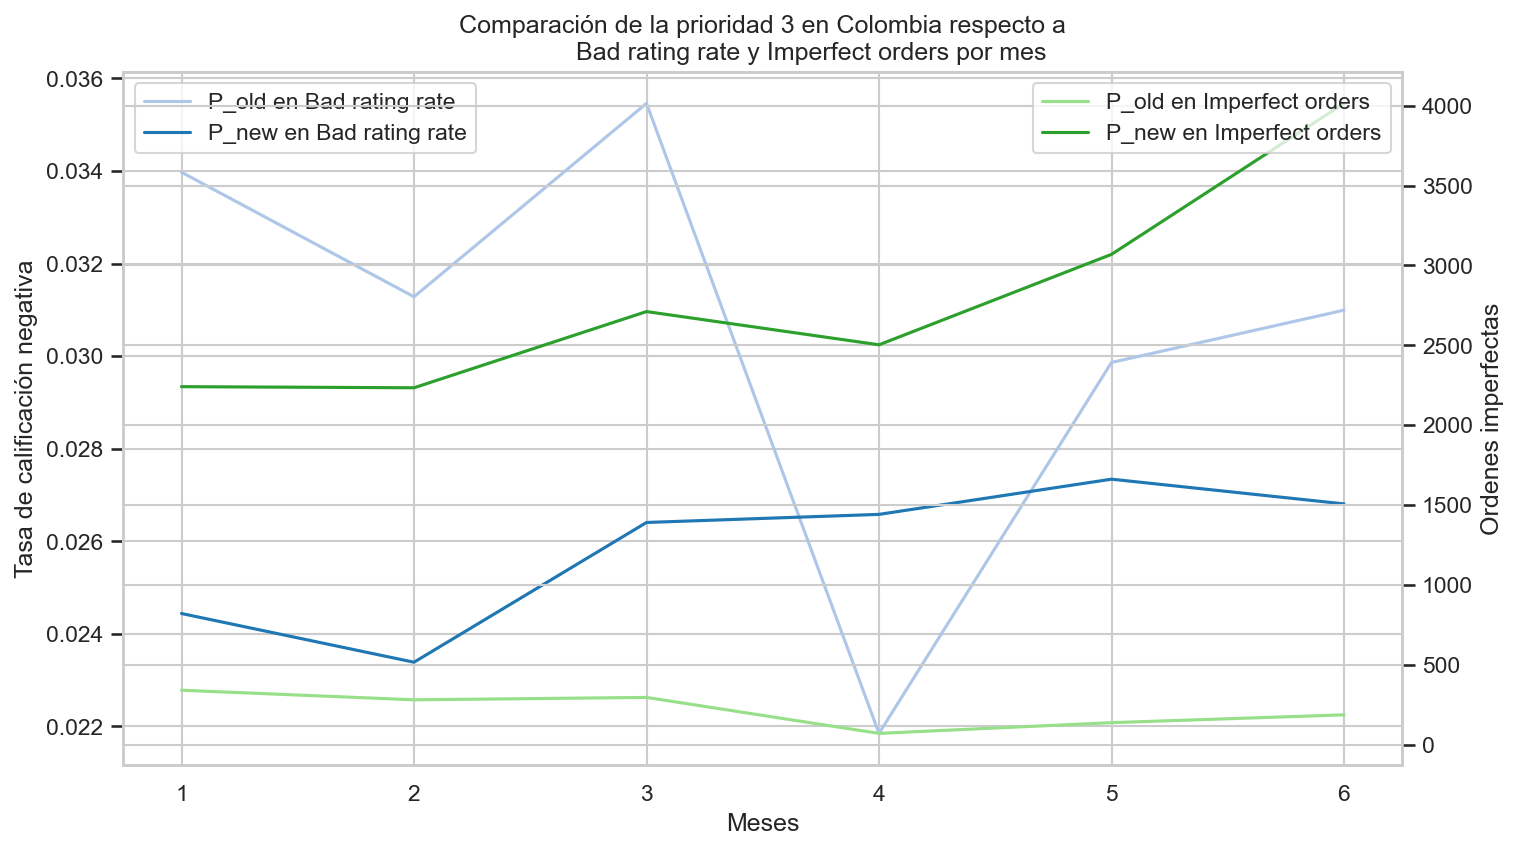 Comparación de la prioridad 3 en Colombia respecto a
Bad rating rate y Imperfect orders por mes
P_old en Bad rating rate
P_new en Bad rating rate
P_old en Imperfect orders
P_new en Imperfect orders
Tasa de calificación negativa
0.036
0.034
0.032
0.030
0.028
0.026
0.024
0.022
4000
3500
3000
2500
2000
1500
1000
500
0
Ordenes imperfectas
1 2 3 4 5 6
Meses